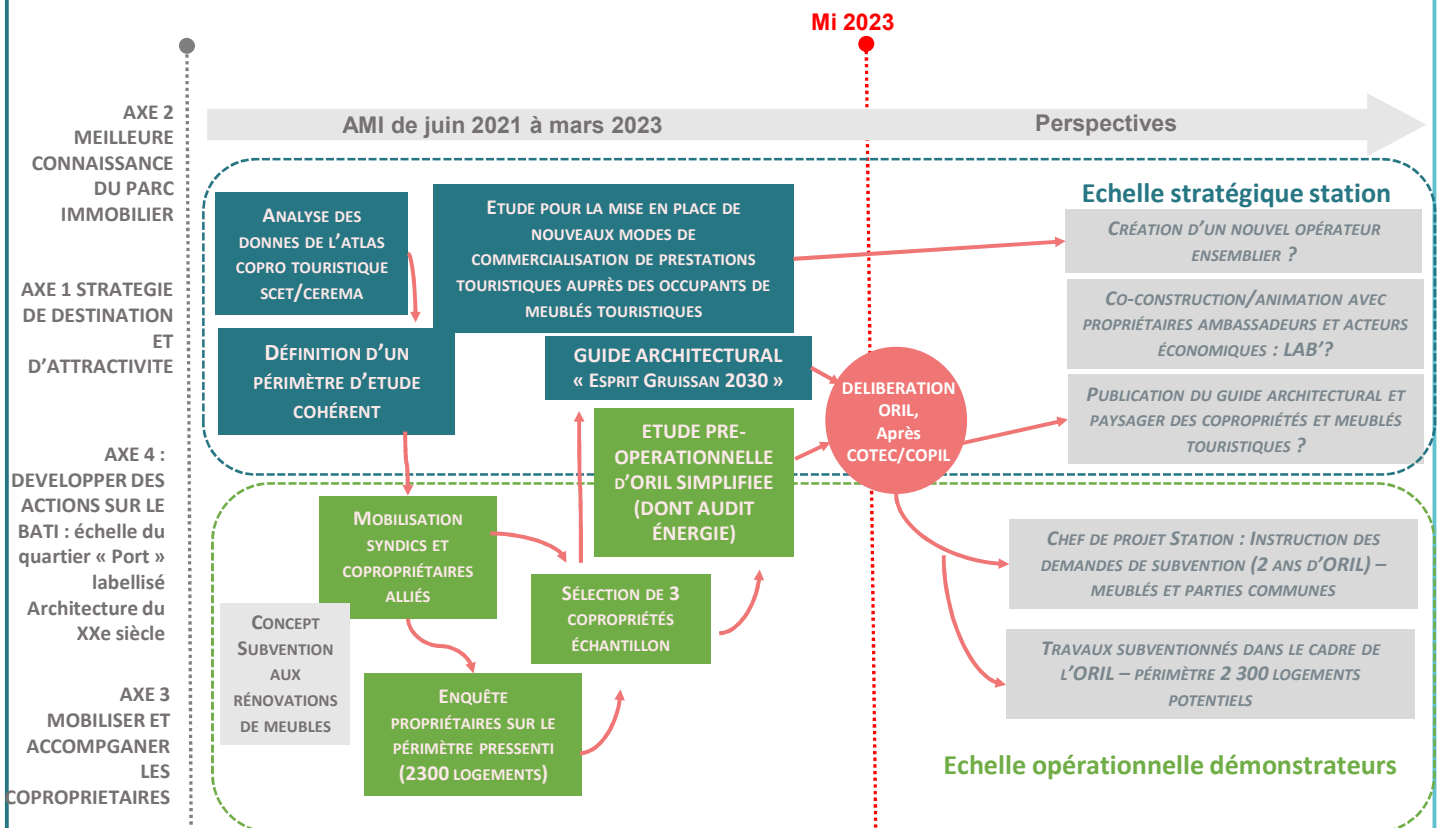 Mi 2023
AMI de juin 2021 à mars 2023
Perspectives
AXE 2
MEILLEURE
CONNAISSANCE
DU PARC
IMMOBILIER
AXE 1 STRATEGIE
DE DESTINATION
ET
D'ATTRACTIVITE
AXE 4 :
DEVELOPPER DES
ACTIONS SUR LE
BATI : échelle du
quartier « Port »
labellisé
Architecture du
XXe siècle
AXE 3
MOBILISER ET
ACCOMPGANER
LES
COPROPRIETAIRES
Echelle stratégique station
ANALYSE DES
DONNES DE L'ATLAS
COPRO TOURISTIQUE
SCET/CEREMA
ETUDE POUR LA MISE EN PLACE DE
NOUVEAUX MODES DE
COMMERCIALISATION DE PRESTATIONS
TOURISTIQUES AUPRÈS DES OCCUPANTS DE
MEUBLÉS TOURISTIQUES
DÉFINITION D'UN
PÉRIMÈTRE D'ETUDE
COHÉRENT
GUIDE ARCHITECTURAL
« ESPRIT GRUISSAN 2030 »
ETUDE PRE-
OPERATIONNELLE
D'ORIL SIMPLIFIEE
(DONT AUDIT
ÉNERGIE)
DELIBERATION
ORIL,
Après
COTEC/COPIL
CRÉATION D'UN NOUVEL OPÉRATEUR
ENSEMBLIER ?
CO-CONSTRUCTION/ANIMATION AVEC
PROPRIÉTAIRES AMBASSADEURS ET ACTEURS
ÉCONOMIQUES : LAB'?
PUBLICATION DU GUIDE ARCHITECTURAL ET
PAYSAGER DES COPROPRIÉTÉS ET MEUBLÉS
TOURISTIQUES ?
MOBILISATION
SYNDICS ET
COPROPRIÉTAIRES
ALLIÉS
CONCEPT
SUBVENTION
AUX
RÉNOVATIONS
DE MEUBLES
SÉLECTION DE 3
COPROPRIÉTÉS
ÉCHANTILLON
ENQUÊTE
PROPRIÉTAIRES SUR LE
PÉRIMÈTRE PRESSENTI
(2300 LOGEMENTS)
CHEF DE PROJET STATION : INSTRUCTION DES
DEMANDES DE SUBVENTION (2 ANS D'ORIL) –
MEUBLÉS ET PARTIES COMMUNES
TRAVAUX SUBVENTIONNÉS DANS LE CADRE DE
L'ORIL – PÉRIMÈTRE 2 300 LOGEMENTS
POTENTIELS
Echelle opérationnelle démonstrateurs